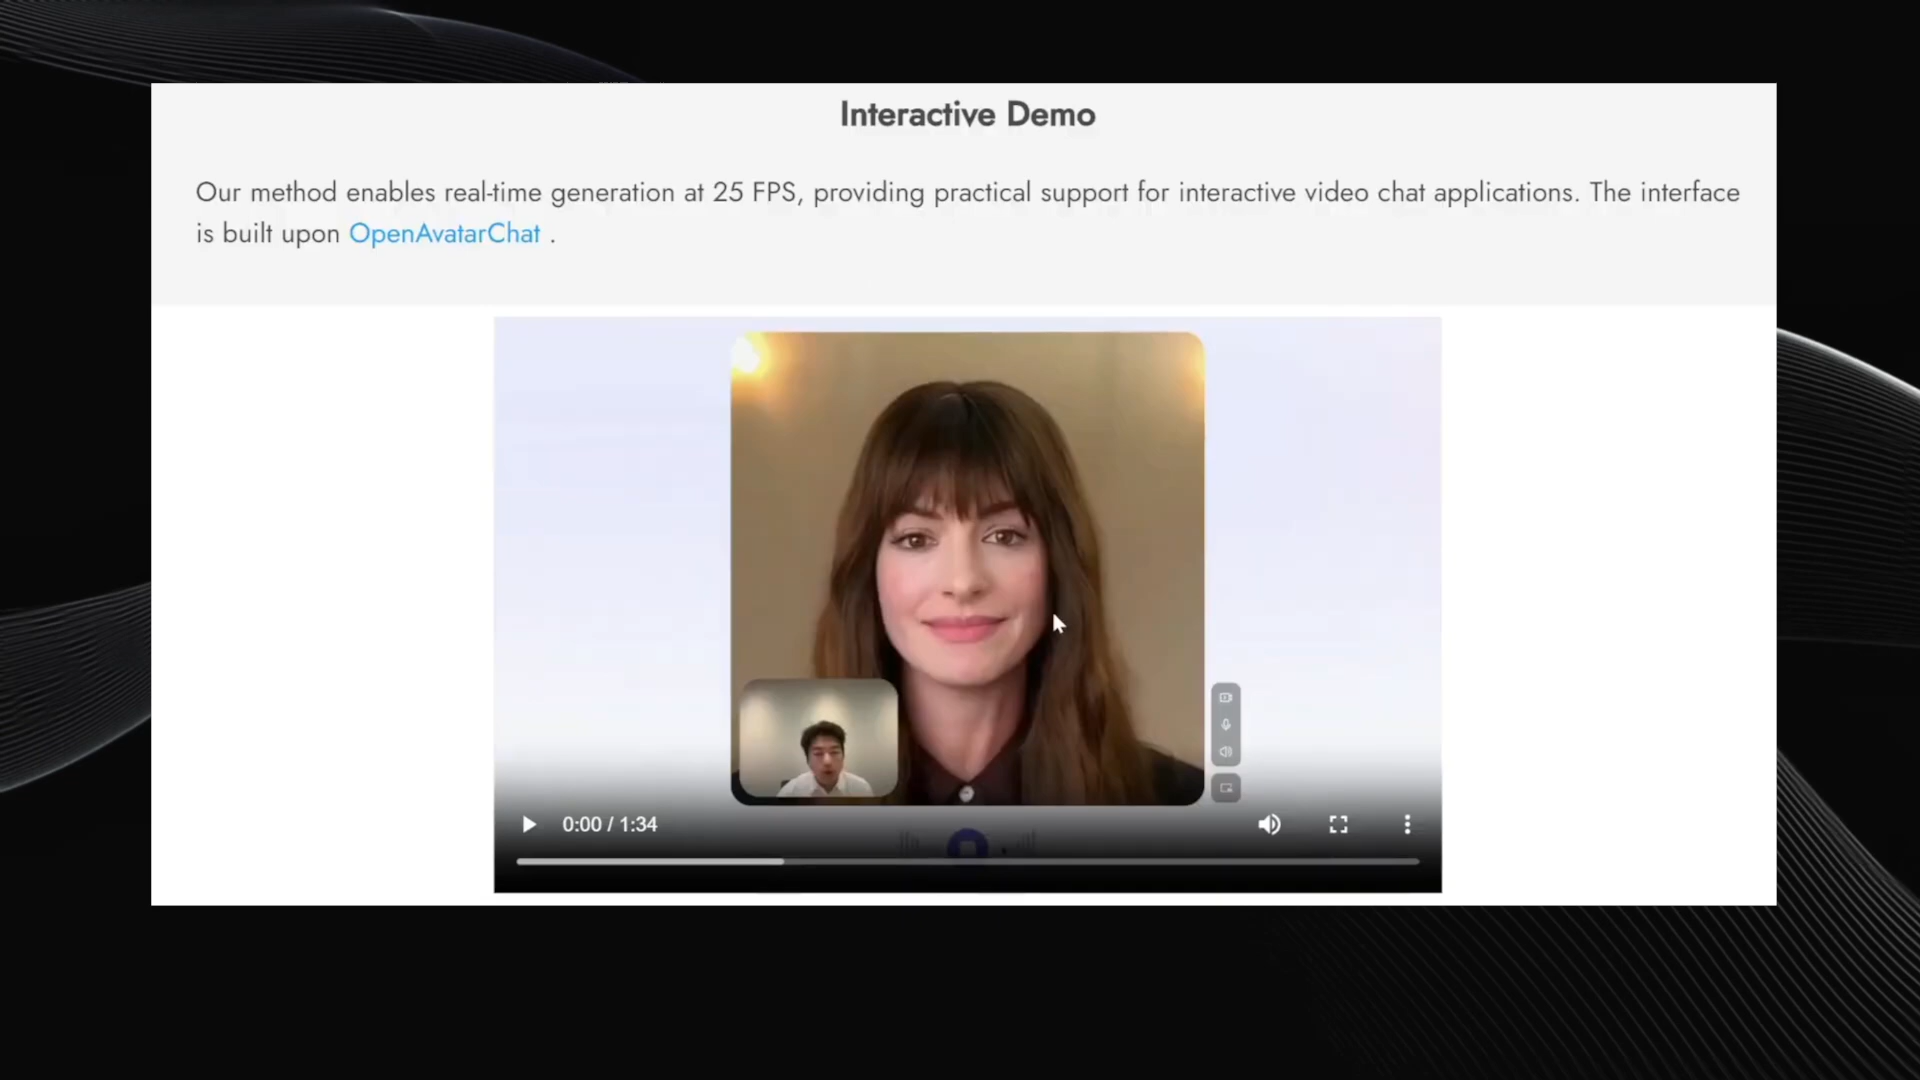 Interactive Demo
Our method enables real-time generation at 25 FPS, providing practical support for interactive video chat applications. The interface
is built upon OpenAvatarChat .
0:00 / 1:34